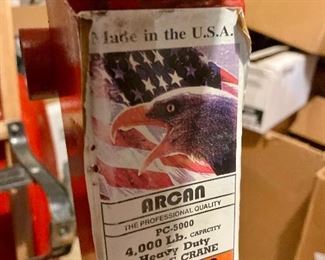 Made in the U.S.A.
ARCAN
THE PROFESSIONAL QUALITY
PC-5000
4,000 Lb. CAPACITY
Heavy Duty
CRANE